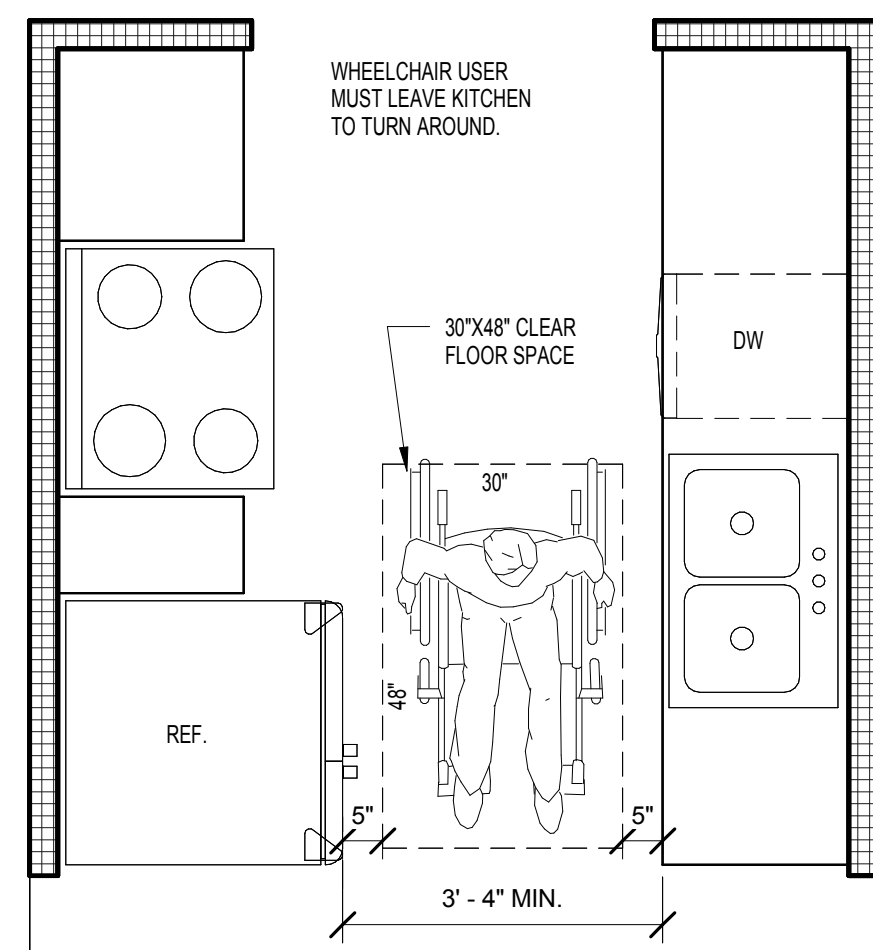 WHEELCHAIR USER
MUST LEAVE KITCHEN
TO TURN AROUND.
30"X48" CLEAR
FLOOR SPACE
DW
30"
48"
REF.
5"
5"
3' - 4" MIN.